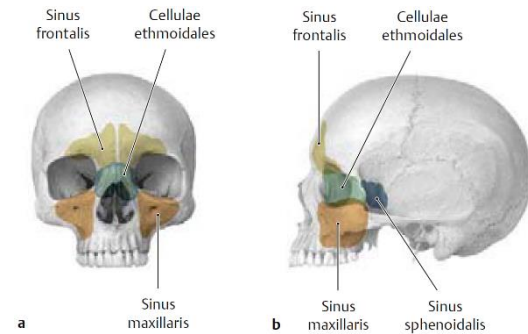 Sinus
frontalis
Cellulae
ethmoidales
Sinus
maxillaris
a
Sinus
frontalis
Cellulae
ethmoidales
Sinus
maxillaris
Sinus
sphenoidalis
b